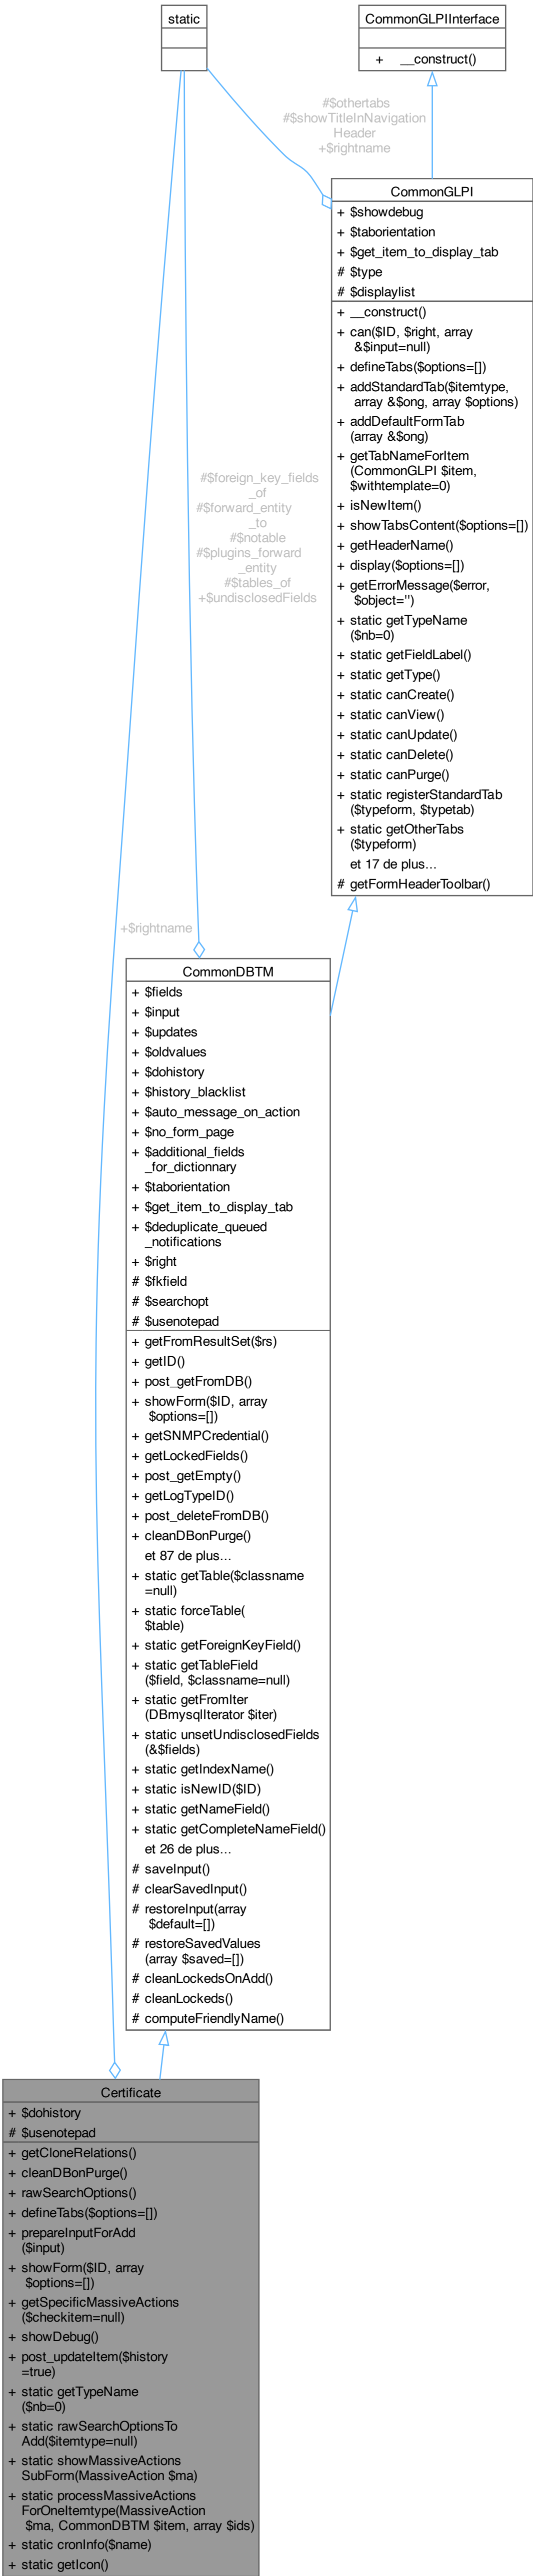 static
CommonGLPIInterface
+ __construct()
#$othertabs
#$showTitleInNavigation
Header
+$rightname
CommonGLPI
+ $showdebug
+ $taborientation
+ $get_item_to_display_tab
# $type
# $displaylist
+ __construct()
+ can($ID, $right, array
&$input=null)
+ defineTabs($options=[])
+ addStandardTab($itemtype,
array &$ong, array $options)
+ addDefaultFormTab
(array &$ong)
+ getTabNameForItem
(CommonGLPI $item,
$withtemplate=0)
+ isNewItem()
+ showTabsContent($options=[])
+ getHeaderName()
+ display($options=[])
+ getErrorMessage($error,
$object='')
+ static getTypeName
($nb=0)
+ static getFieldLabel()
+ static getType()
+ static canCreate()
+ static canView()
+ static canUpdate()
+ static canDelete()
+ static canPurge()
+ static registerStandardTab
($typeform, $typetab)
+ static getOtherTabs
($typeform)
et 17 de plus...
# getFormHeaderToolbar()
#$foreign_key_fields
_of
#$forward_entity
_to
#$notable
#$plugins_forward
_entity
#$tables_of
+$undisclosedFields
+$rightname
CommonDBTM
+ $fields
+ $input
+ $updates
+ $oldvalues
+ $dohistory
+ $history_blacklist
+ $auto_message_on_action
+ $no_form_page
+ $additional_fields
_for_dictionnary
+ $taborientation
+ $get_item_to_display_tab
+ $deduplicate_queued
_notifications
+ $right
# $fkfield
# $searchopt
# $usenotepad
+ getFromResultSet($rs)
+ getID()
+ post_getFromDB()
+ showForm($ID, array
$options=[])
+ getSNMPCredential()
+ getLockedFields()
+ post_getEmpty()
+ getLogTypeID()
+ post_deleteFromDB()
+ cleanDBonPurge()
et 87 de plus...
+ static getTable($classname
=null)
+ static forceTable(
$table)
+ static getForeignKeyField()
+ static getTableField
($field, $classname=null)
+ static getFromIter
(DBmysqlIterator $iter)
+ static unsetUndisclosedFields
(&$fields)
+ static getIndexName()
+ static isNewID($ID)
+ static getNameField()
+ static getCompleteNameField()
et 26 de plus...
# saveInput()
# clearSavedInput()
# restoreInput(array
$default=[])
# restoreSavedValues
(array $saved=[])
# cleanLockedsOnAdd()
# cleanLockeds()
# computeFriendlyName()
Certificate
+ $dohistory
# $usenotepad
+ getCloneRelations()
+ cleanDBonPurge()
+ rawSearchOptions()
+ defineTabs($options=[])
+ prepareInputForAdd
($input)
+ showForm($ID, array
$options=[])
+ getSpecificMassiveActions
($checkitem=null)
+ showDebug()
+ post_updateItem($history
=true)
+ static getTypeName
($nb=0)
+ static rawSearchOptionsTo
Add($itemtype=null)
+ static showMassiveActions
SubForm(MassiveAction $ma)
+ static processMassiveActions
ForOneItemtype(MassiveAction
$ma, CommonDBTM $item, array $ids)
+ static cronInfo($name)
+ static getIcon()